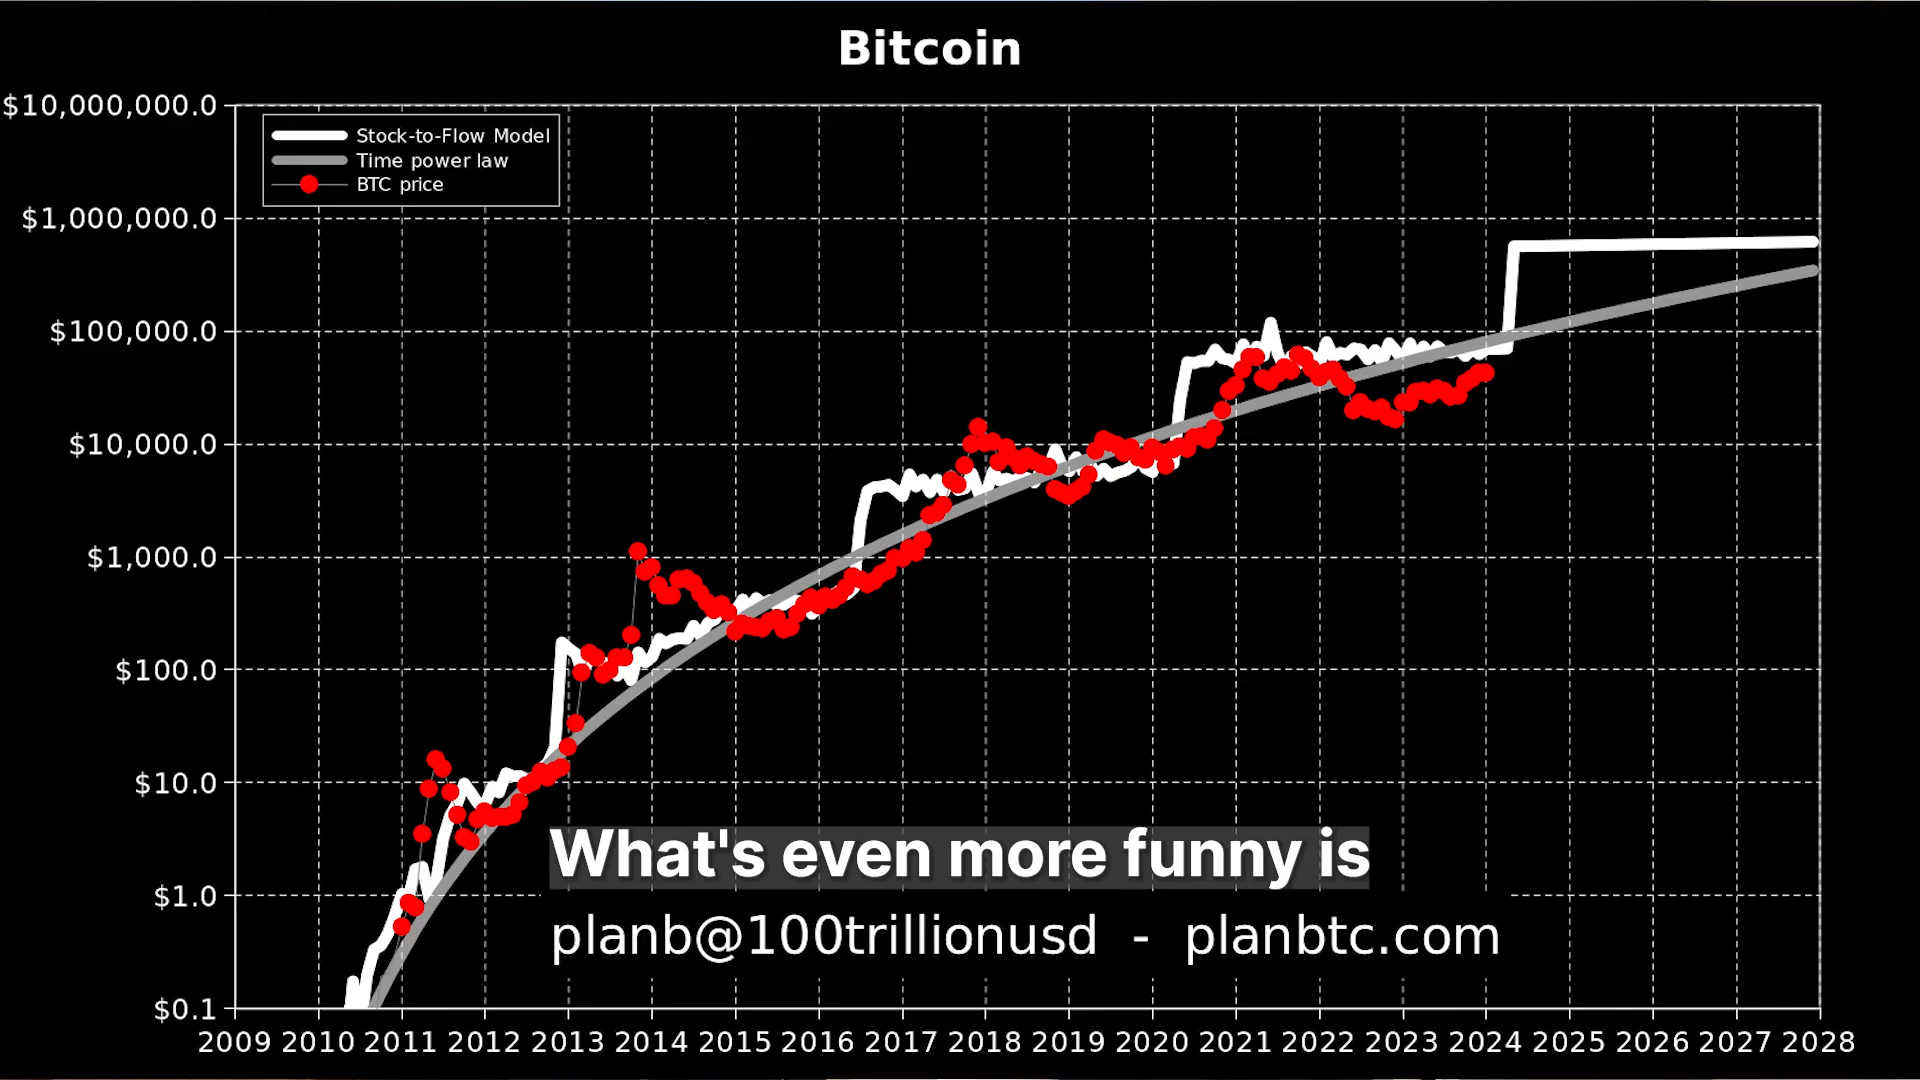 Bitcoin
$10,000,000.0
$1,000,000.0
$100,000.0
$10,000.0
$1,000.0
$100.0
$10.0
$1.0
$0.1
Stock-to-Flow Model
Time power law
BTC price
What's even more funny is
planb@100trillionusd - planbtc.com
2009 2010 2011 2012 2013 2014 2015 2016 2017 2018 2019 2020 2021 2022 2023 2024 2025 2026 2027 2028